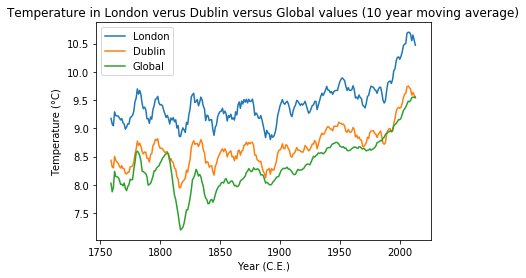 Temperature in London verus Dublin versus Global values (10 year moving average)
London
Dublin
Global
Temperature (°C)
10.5
10.0
9.5
9.0
8.5
8.0
7.5
1750
1800
1850
1900
1950
2000
Year (C.E.)